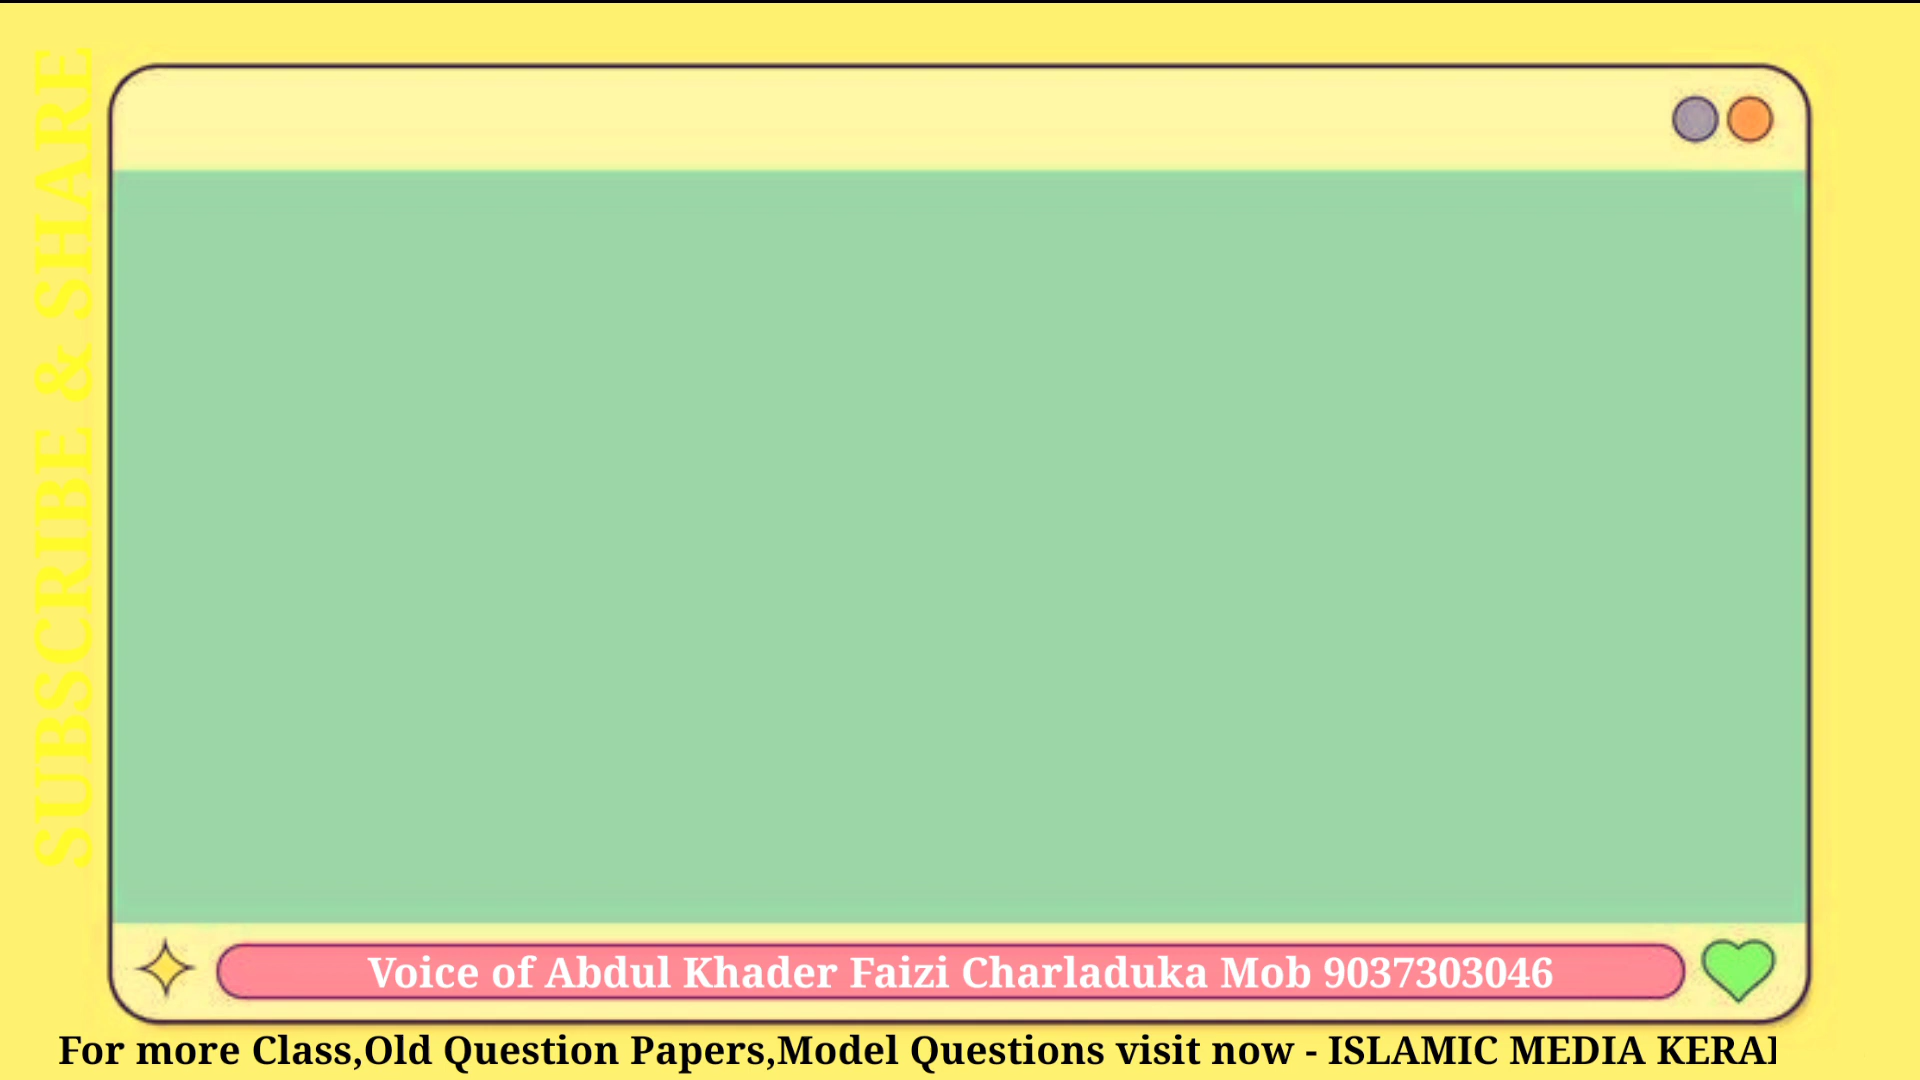 SUBSCRIBE & SHARE
Voice of Abdul Khader Faizi Charladuka Mob 9037303046
For more Class,Old Question Papers,Model Questions visit now - ISLAMIC MEDIA